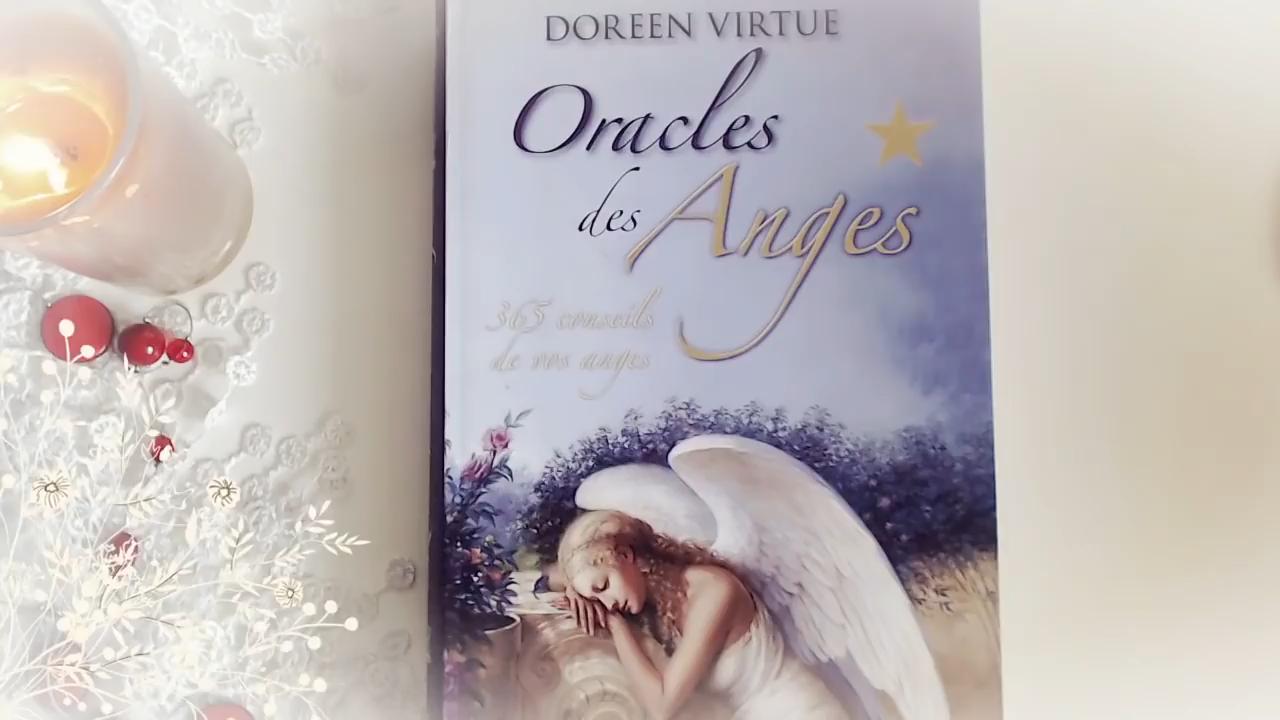 DOREEN VIRTUE
Oracles
des Anges
365 conseils
de vos anges